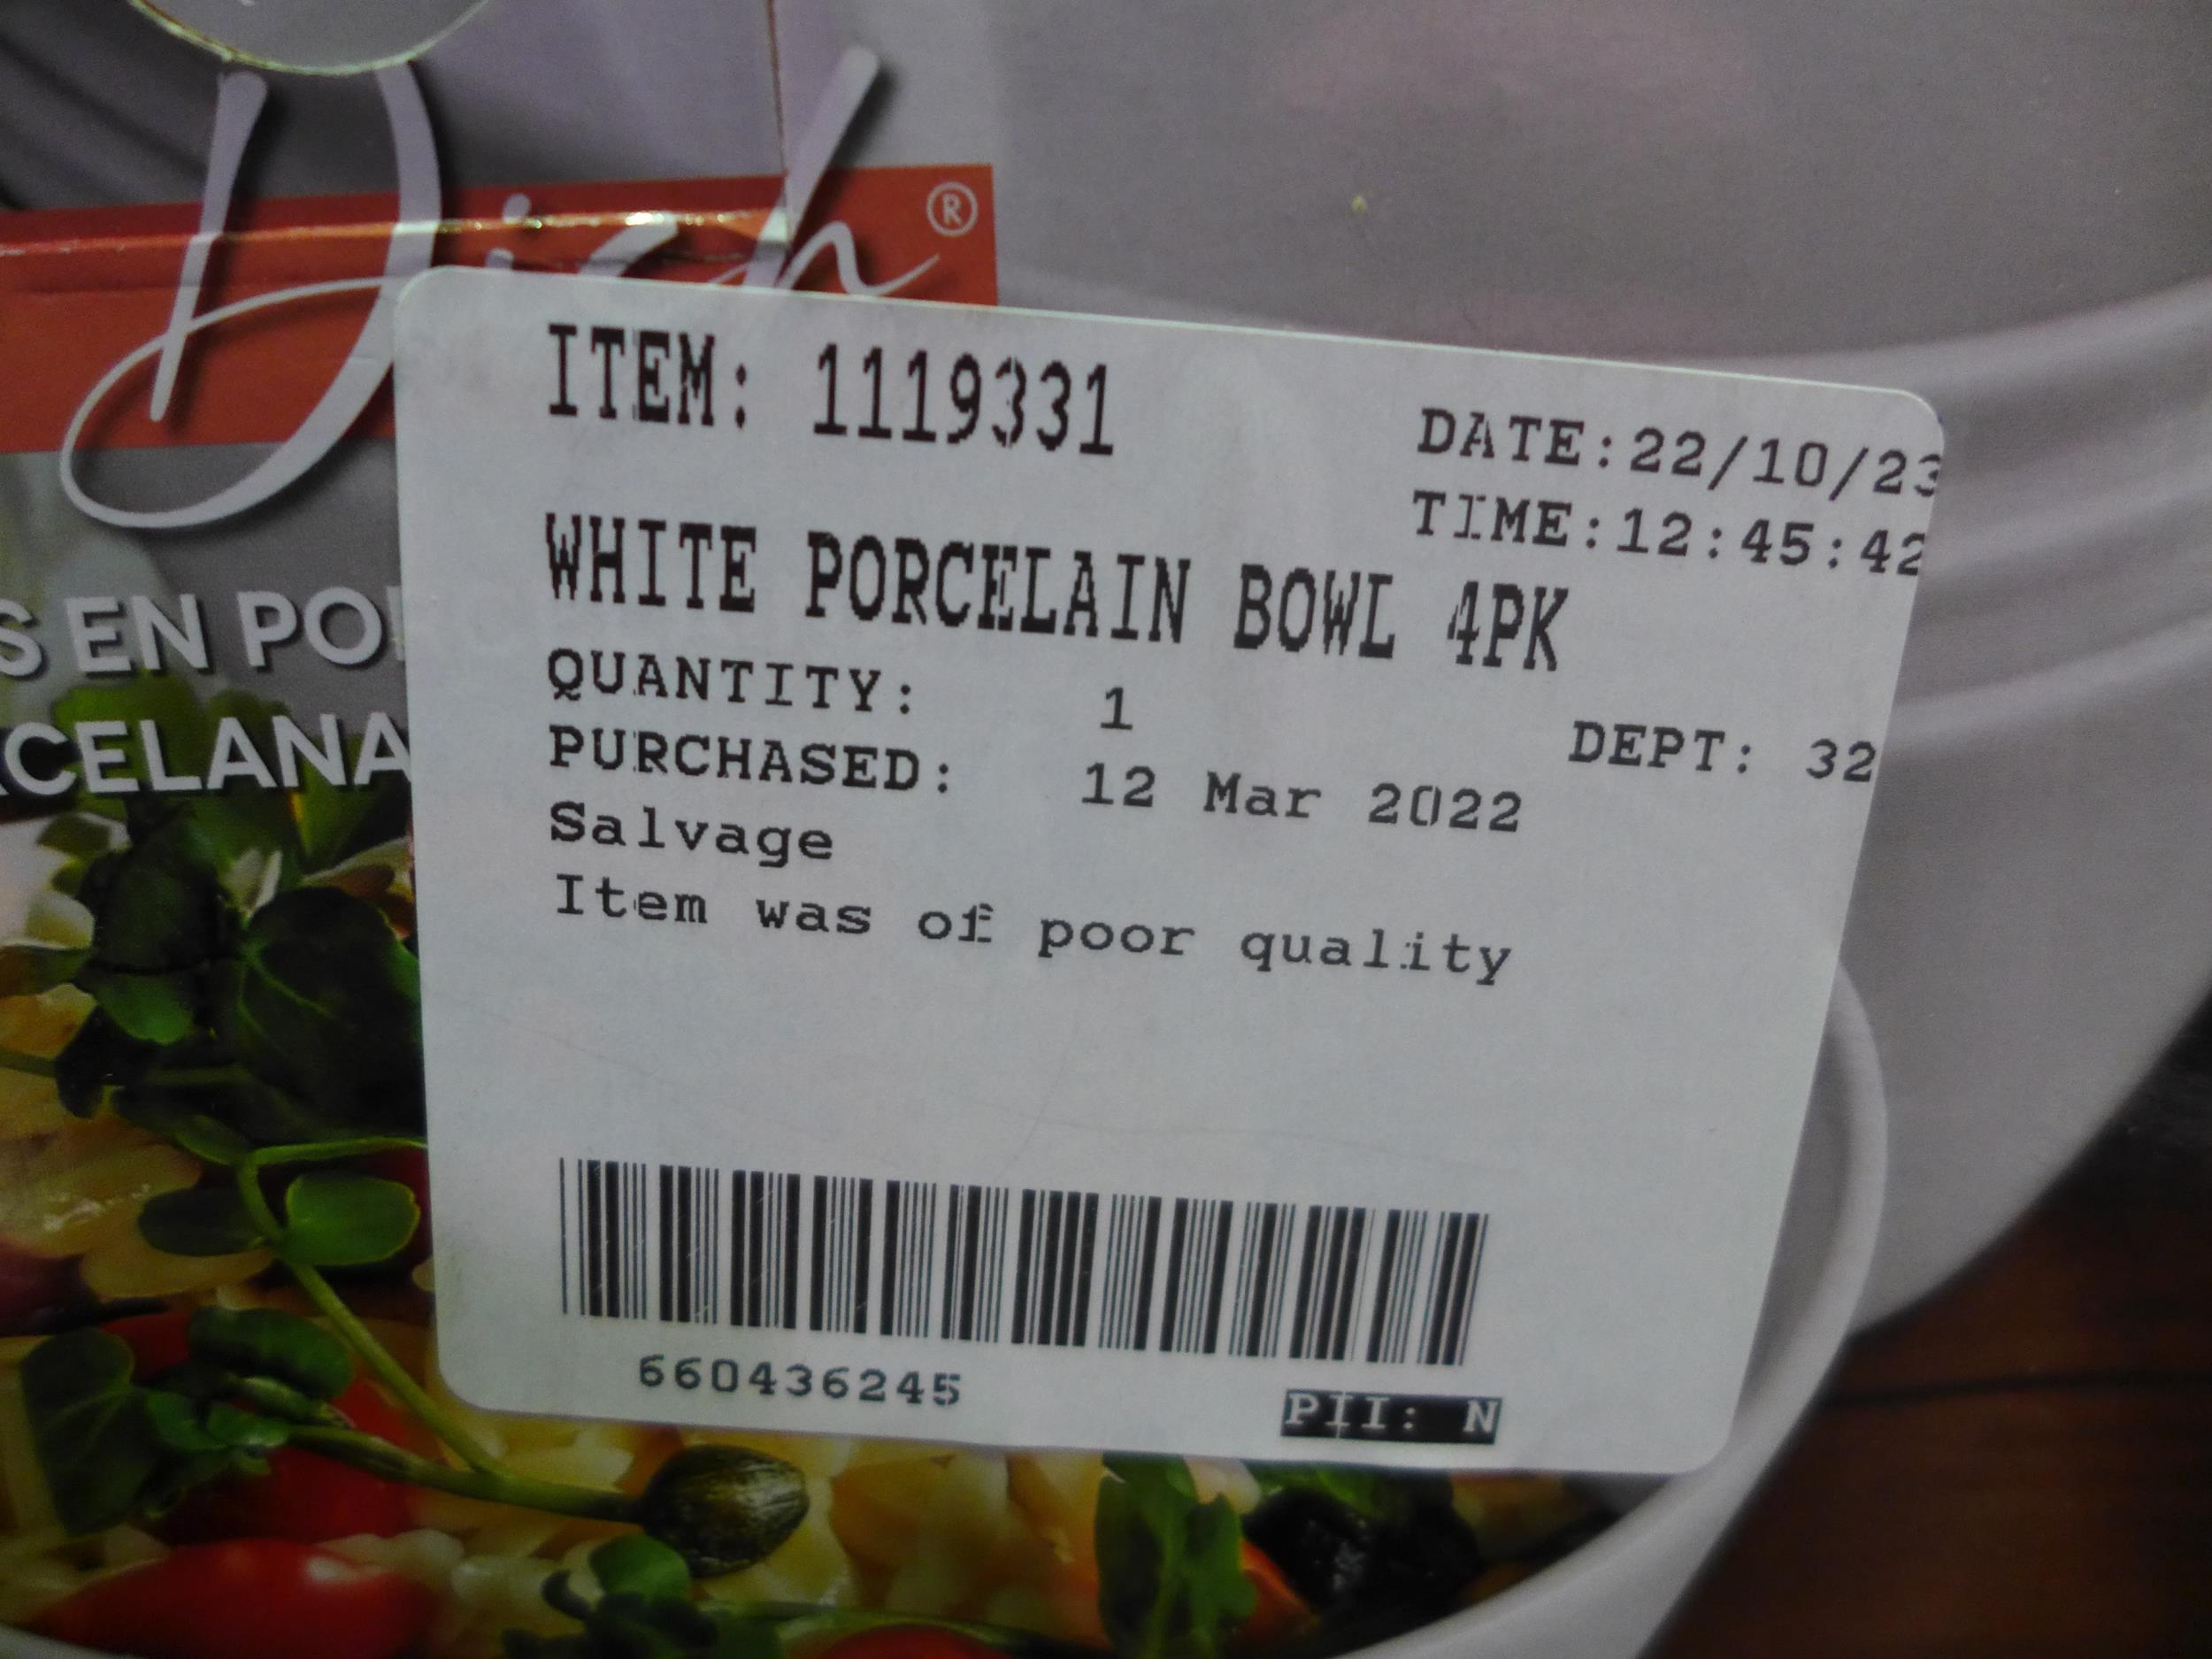 Dish®
S EN PO
CELANA
ITEM: 1119331
DATE:22/10/23
TIME:12:45:42
WHITE PORCELAIN BOWL 4PK
QUANTITY: 1
DEPT: 32
PURCHASED: 12 Mar 2022
Salvage
Item was of poor quality
660436245
PII: N